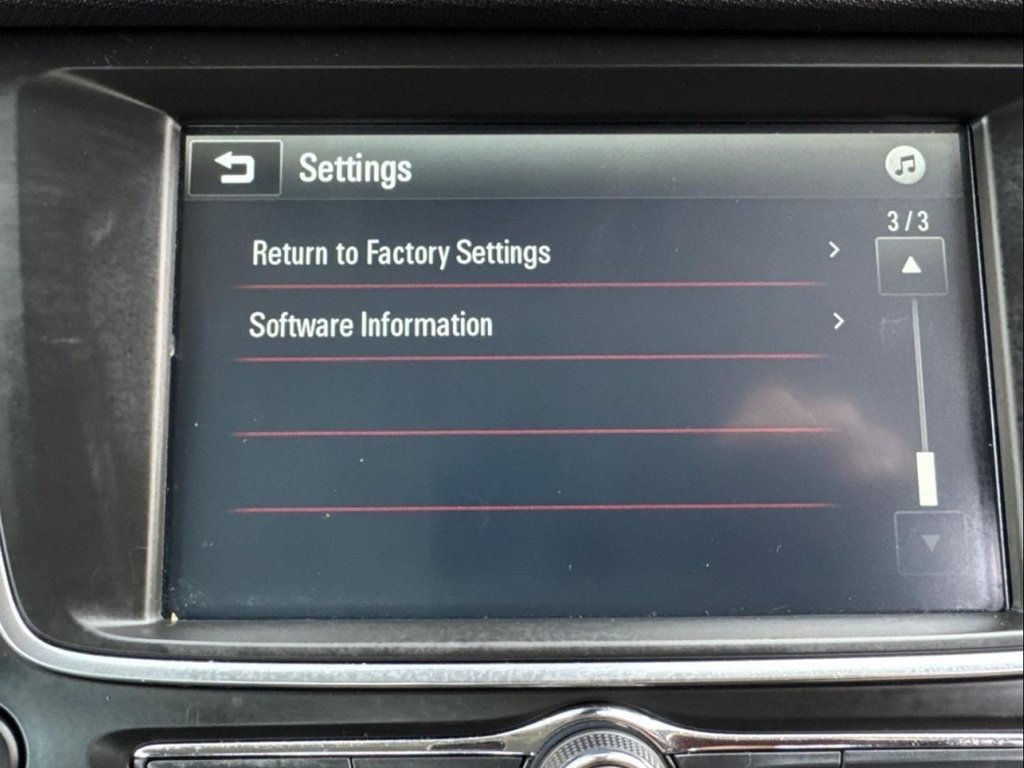 Settings
3/3
Return to Factory Settings
Software Information